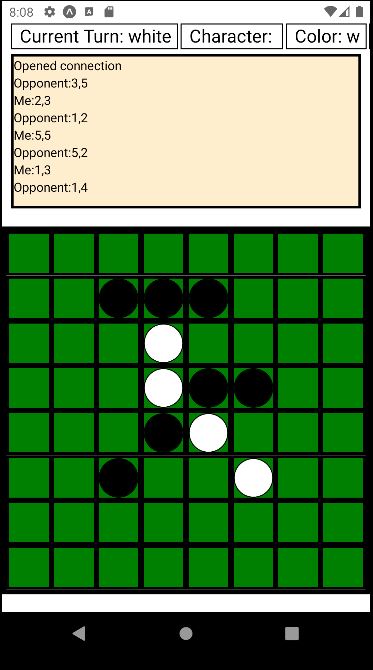 8:08
Current Turn: white Character: Color: w
Opened connection
Opponent:3,5
Me:2,3
Opponent:1,2
Me:5,5
Opponent:5,2
Me:1,3
Opponent:1,4